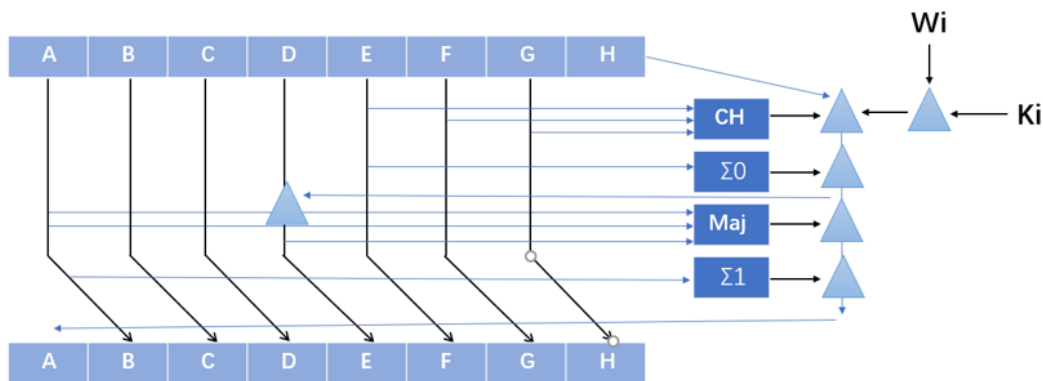 Wi
A B C D E F G H
CH
Ki
Σ0
Maj
Σ1
A B C D E F G H